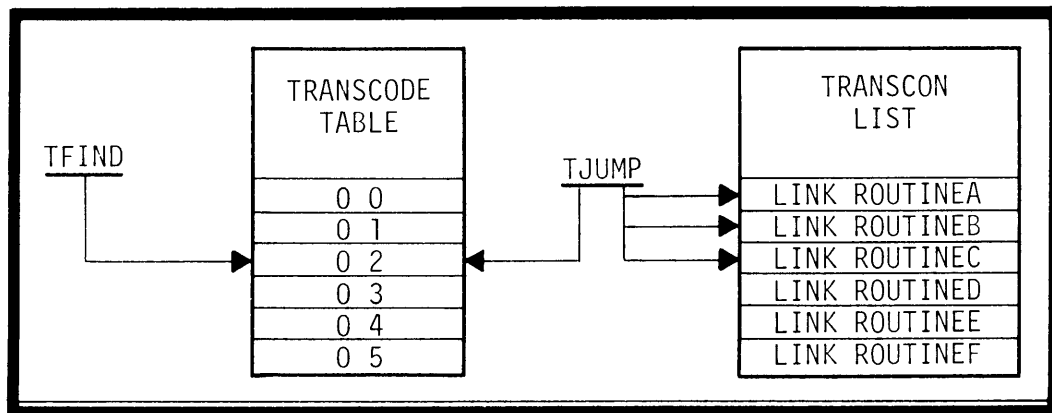 TRANSCODE
TABLE
TRANSCON
LIST
TFIND
TJUMP
0 0
0 1
0 2
0 3
0 4
0 5
LINK ROUTINEA
LINK ROUTINEB
LINK ROUTINEC
LINK ROUTINED
LINK ROUTINEE
LINK ROUTINEF